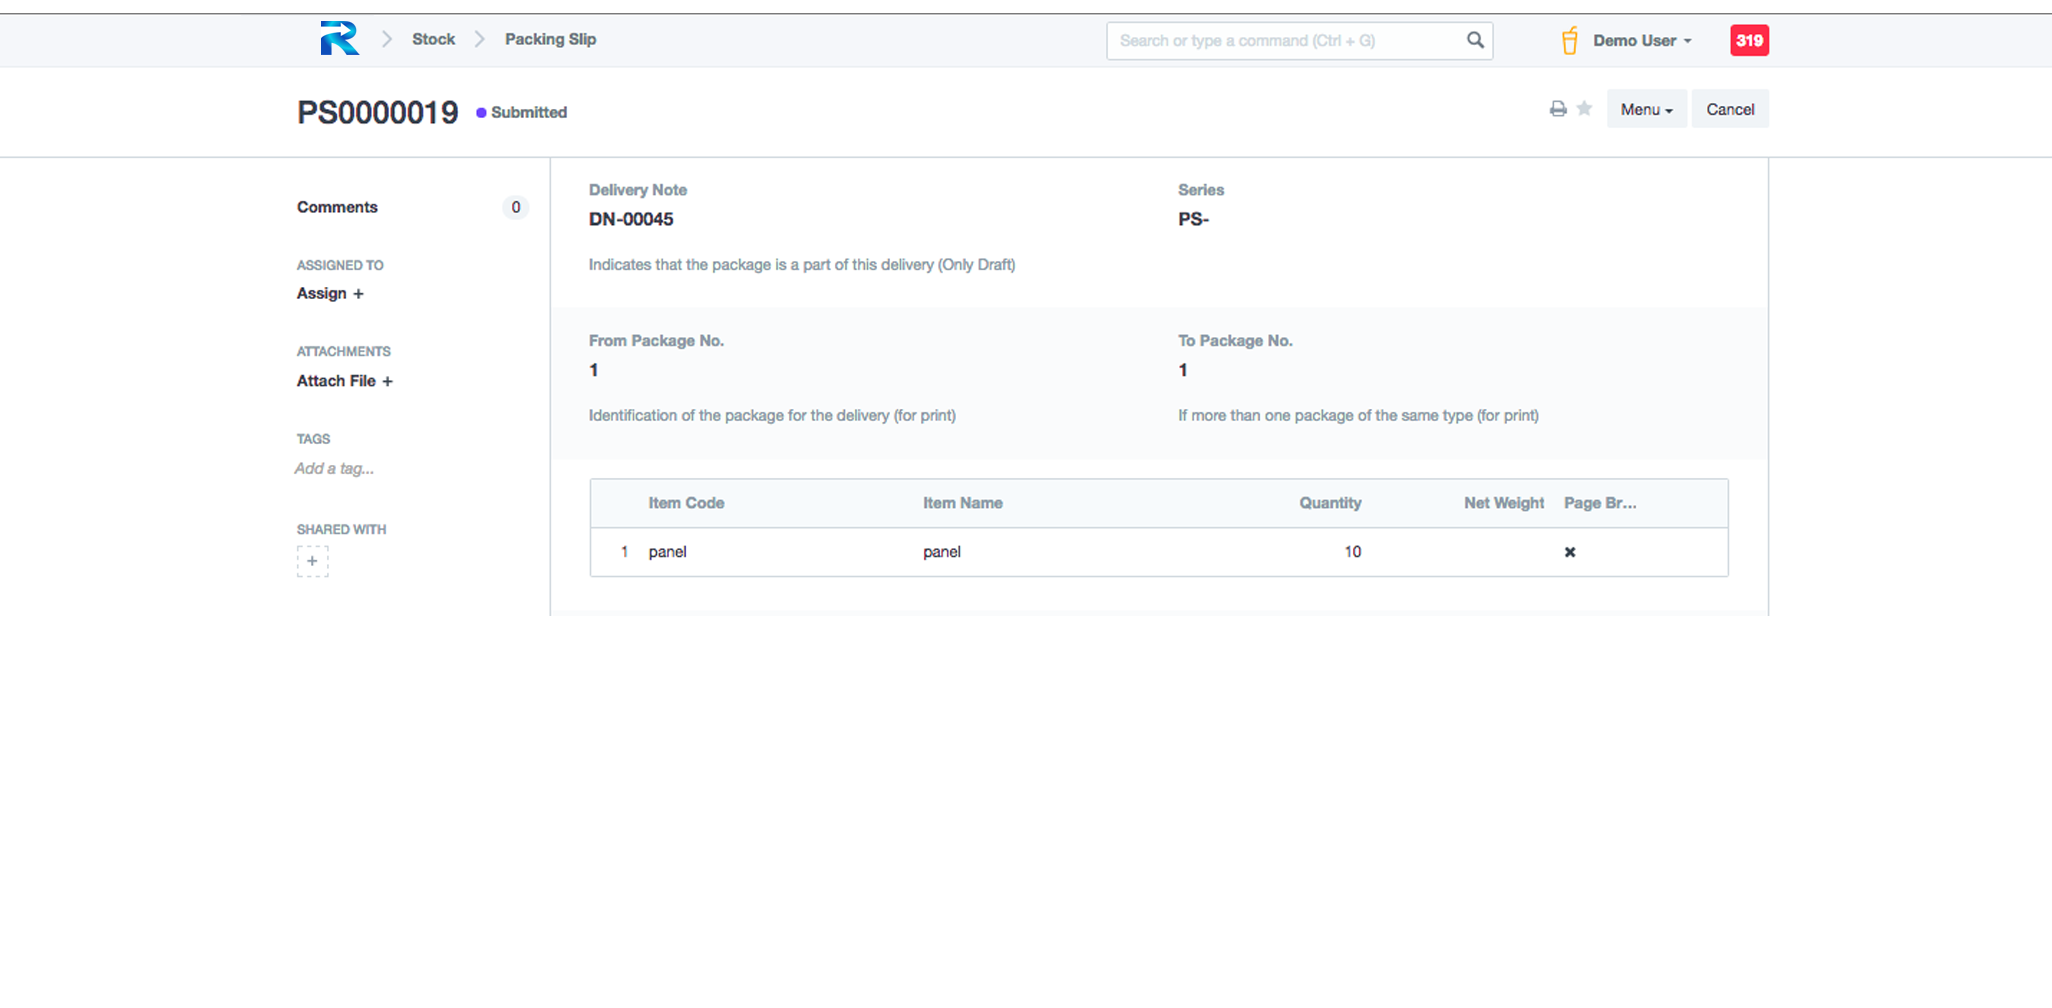 Stock
Packing Slip
Search or type a command (Ctrl + G)
Demo User
319
PS0000019
Submitted
Menu
Cancel
Comments
0
ASSIGNED TO
Assign +
ATTACHMENTS
Attach File +
TAGS
Add a tag...
SHARED WITH
+
Delivery Note
DN-00045
Indicates that the package is a part of this delivery (Only Draft)
Series
PS-
From Package No.
1
Identification of the package for the delivery (for print)
To Package No.
1
If more than one package of the same type (for print)
Item Code Item Name Quantity Net Weight Page Br...
1 panel panel 10